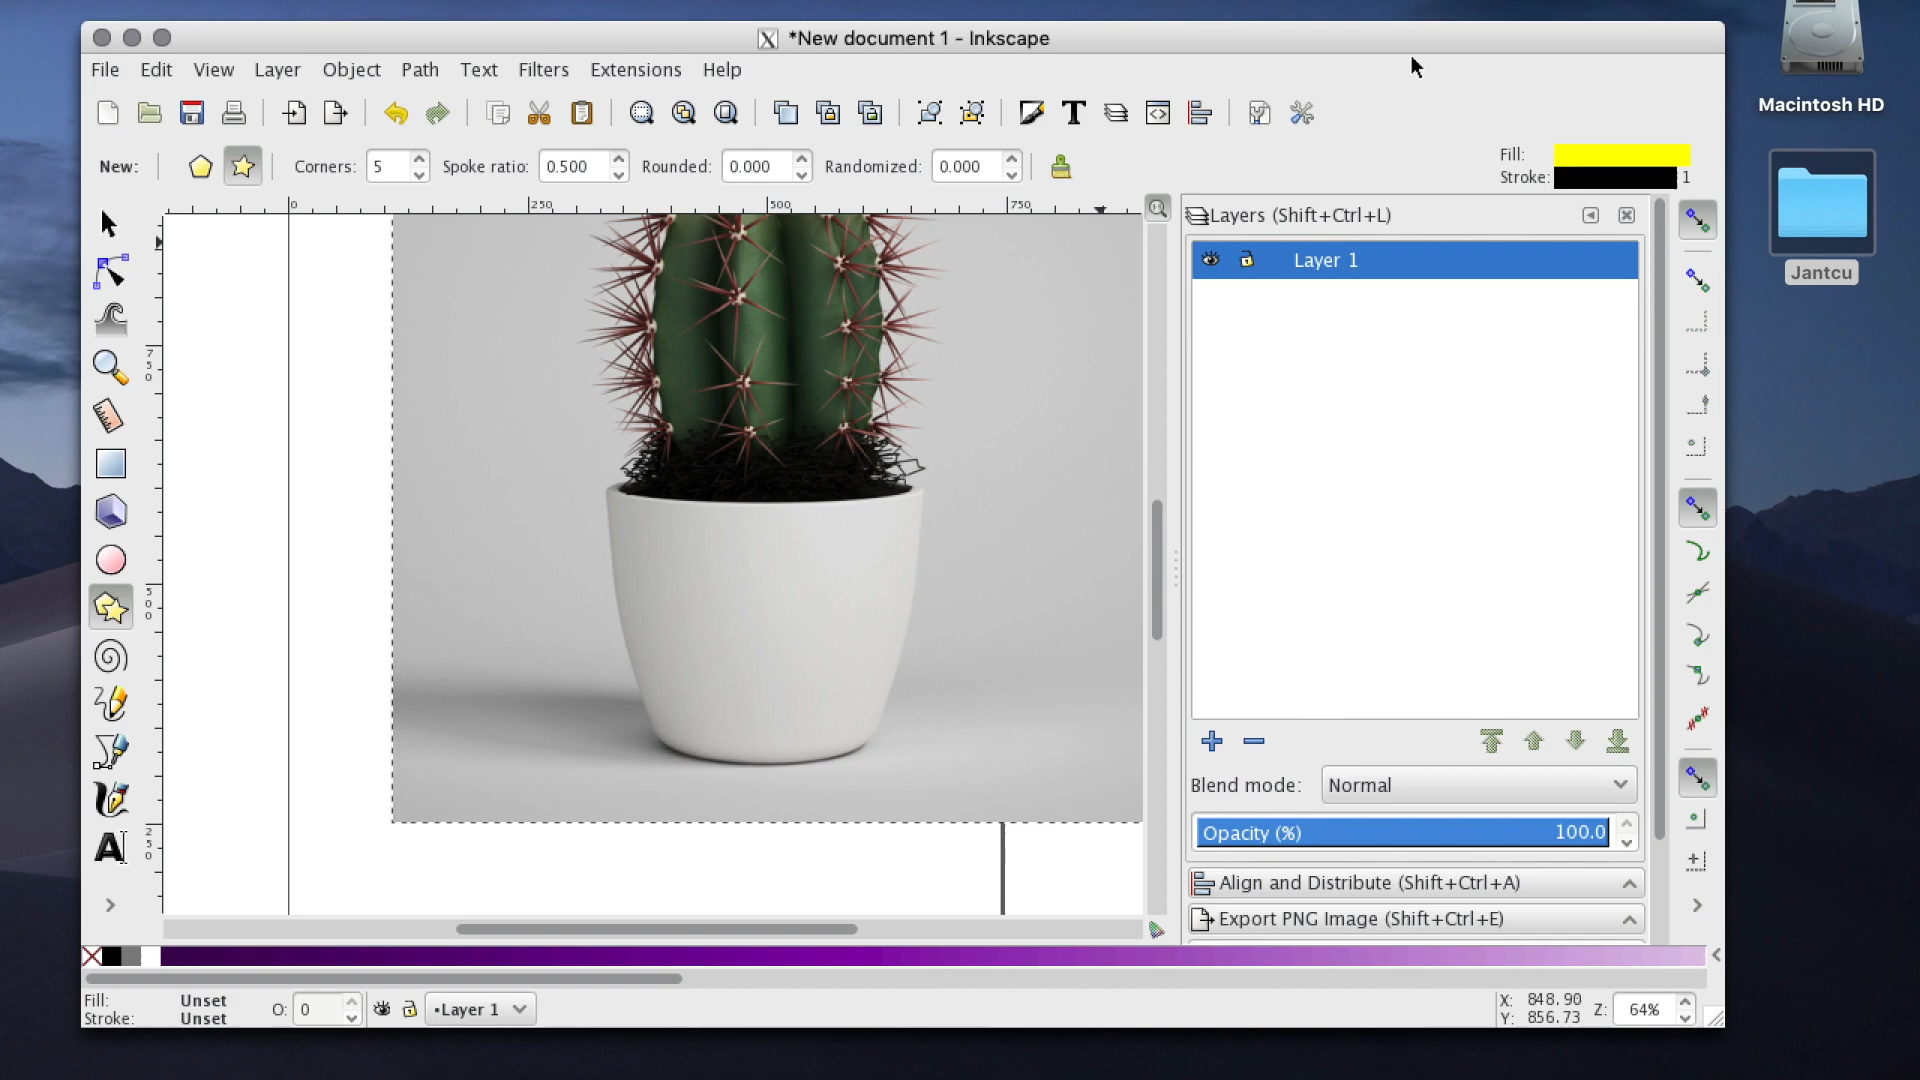 *New document 1 - Inkscape
File Edit View Layer Object Path Text Filters Extensions Help
Macintosh HD
New: Corners: 5 Spoke ratio: 0.500 Rounded: 0.000 Randomized: 0.000
Fill:
Stroke: 1
0 250 500 750
Layers (Shift+Ctrl+L)
Layer 1
Jantcu
750
500
250
Blend mode: Normal
Opacity (%) 100.0
Align and Distribute (Shift+Ctrl+A)
Export PNG Image (Shift+Ctrl+E)
Fill: Unset
Stroke: Unset
O: 0
•Layer 1
X: 848.90
Y: 856.73
Z: 64%